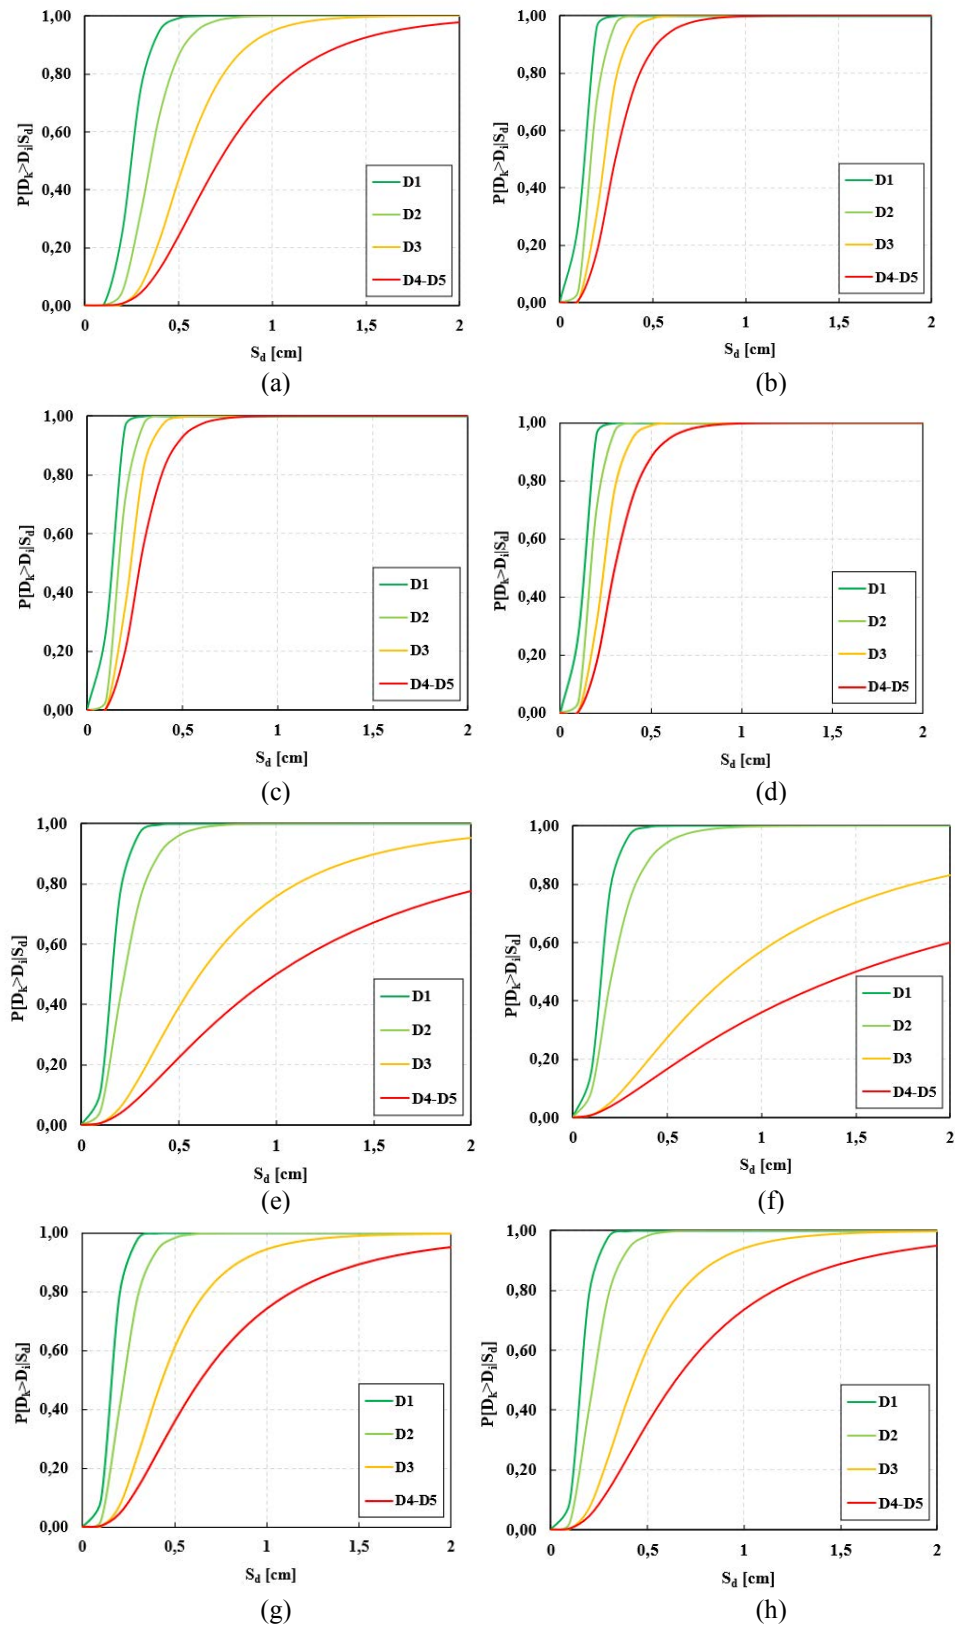 1,00
0,80
0,60
0,40
0,20
0,00
P[Dk>Di|Sd]
D1
D2
D3
D4-D5
0 0,5 1 1,5 2
Sd [cm]
(a)
1,00
0,80
0,60
0,40
0,20
0,00
P[Dk>Di|Sd]
D1
D2
D3
D4-D5
0 0,5 1 1,5 2
Sd [cm]
(b)
1,00
0,80
0,60
0,40
0,20
0,00
P[Dk>Di|Sd]
D1
D2
D3
D4-D5
0 0,5 1 1,5 2
Sd [cm]
(c)
1,00
0,80
0,60
0,40
0,20
0,00
P[Dk>Di|Sd]
D1
D2
D3
D4-D5
0 0,5 1 1,5 2
Sd [cm]
(d)
1,00
0,80
0,60
0,40
0,20
0,00
P[Dk>Di|Sd]
D1
D2
D3
D4-D5
0 0,5 1 1,5 2
Sd [cm]
(e)
1,00
0,80
0,60
0,40
0,20
0,00
P[Dk>Di|Sd]
D1
D2
D3
D4-D5
0 0,5 1 1,5 2
Sd [cm]
(f)
1,00
0,80
0,60
0,40
0,20
0,00
P[Dk>Di|Sd]
D1
D2
D3
D4-D5
0 0,5 1 1,5 2
Sd [cm]
(g)
1,00
0,80
0,60
0,40
0,20
0,00
P[Dk>Di|Sd]
D1
D2
D3
D4-D5
0 0,5 1 1,5 2
Sd [cm]
(h)